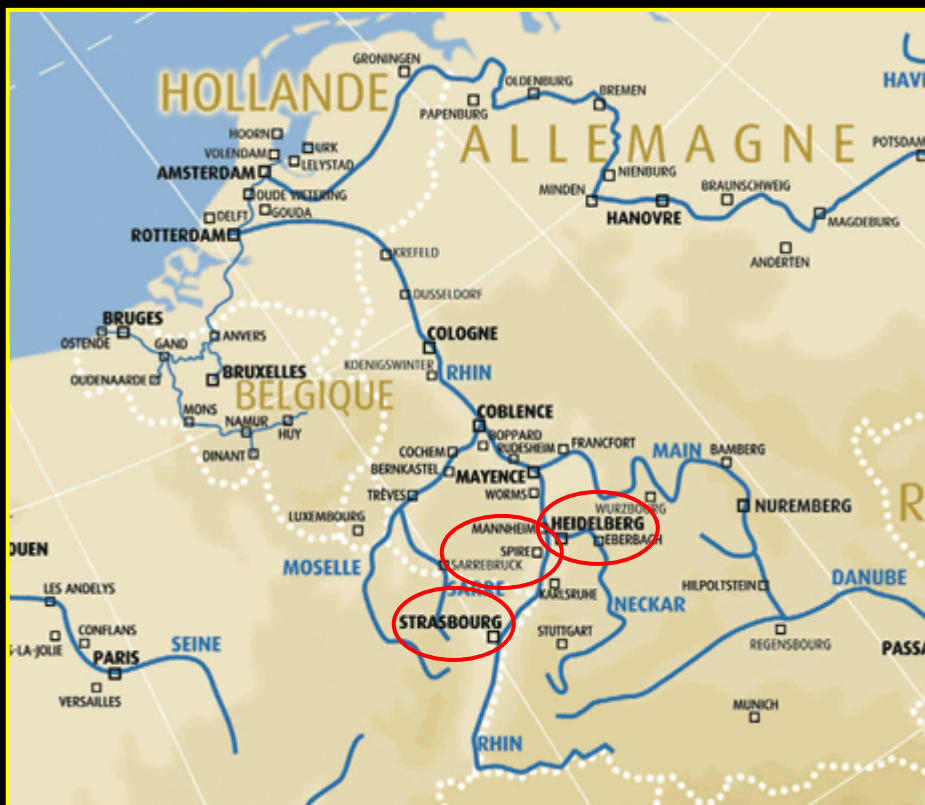 GRONINGEN
OLDENBURG
BREMEN
HAVE
HOLLANDE
PAPENBURG
HOORN
URK
ALLEMAGNE
POTSDAM
VOLENDAM
LELYSTAD
AMSTERDAM
NIENBURG
OUDE WETERING
MINDEN
BRAUNSCHWEIG
DELFT
GOUDA
HANOVRE
MAGDEBURG
ROTTERDAM
KREFELD
ANDERTEN
DUSSELDORF
BRUGES
COLOGNE
OSTENDE
GAND
ANVERS
KOENIGSWINTER
RHIN
OUDENAARDE
BRUXELLES
BELGIQUE
MONS
COBLENCE
NAMUR
HUY
BOPPARD
RUDESHEIM
FRANCFORT
MAIN
BAMBERG
DINANT
COCHEM
BERNKASTEL
MAYENCE
TRÈVES
WORMS
WURZBOURG
NUREMBERG
R
LUXEMBOURG
MANNHEIM
HEIDELBERG
EBERBACH
OUEN
SPIRE
MOSELLE
SARREBRUCK
LES ANDELYS
SARRE
KARLSRUHE
HILPOLTSTEIN
DANUBE
NECKAR
STRASBOURG
CONFLANS
SEINE
STUTTGART
REGENSBOURG
S-LA-JOLIE
PARIS
PASSA
VERSAILLES
MUNICH
RHIN